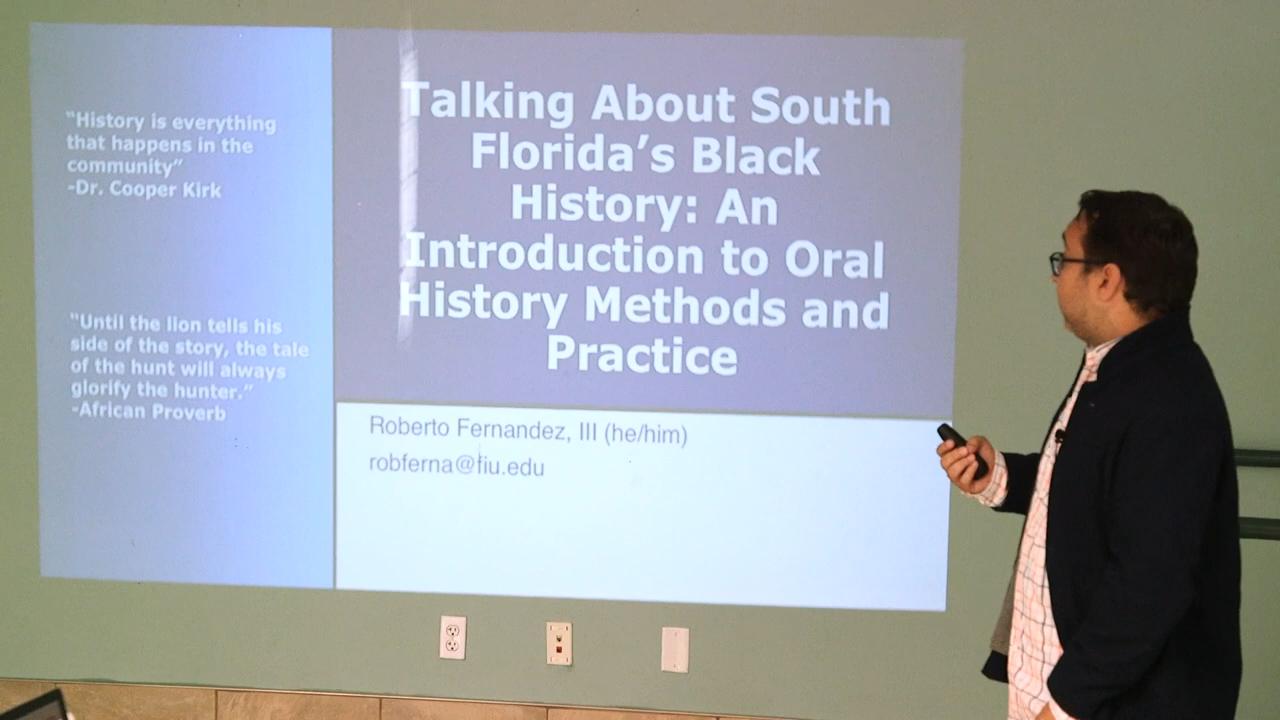 "History is everything
that happens in the
community"
-Dr. Cooper Kirk
"Until the lion tells his
side of the story, the tale
of the hunt will always
glorify the hunter."
-African Proverb
Talking About South
Florida's Black
History: An
Introduction to Oral
History Methods and
Practice
Roberto Fernandez, III (he/him)
robferna@fiu.edu